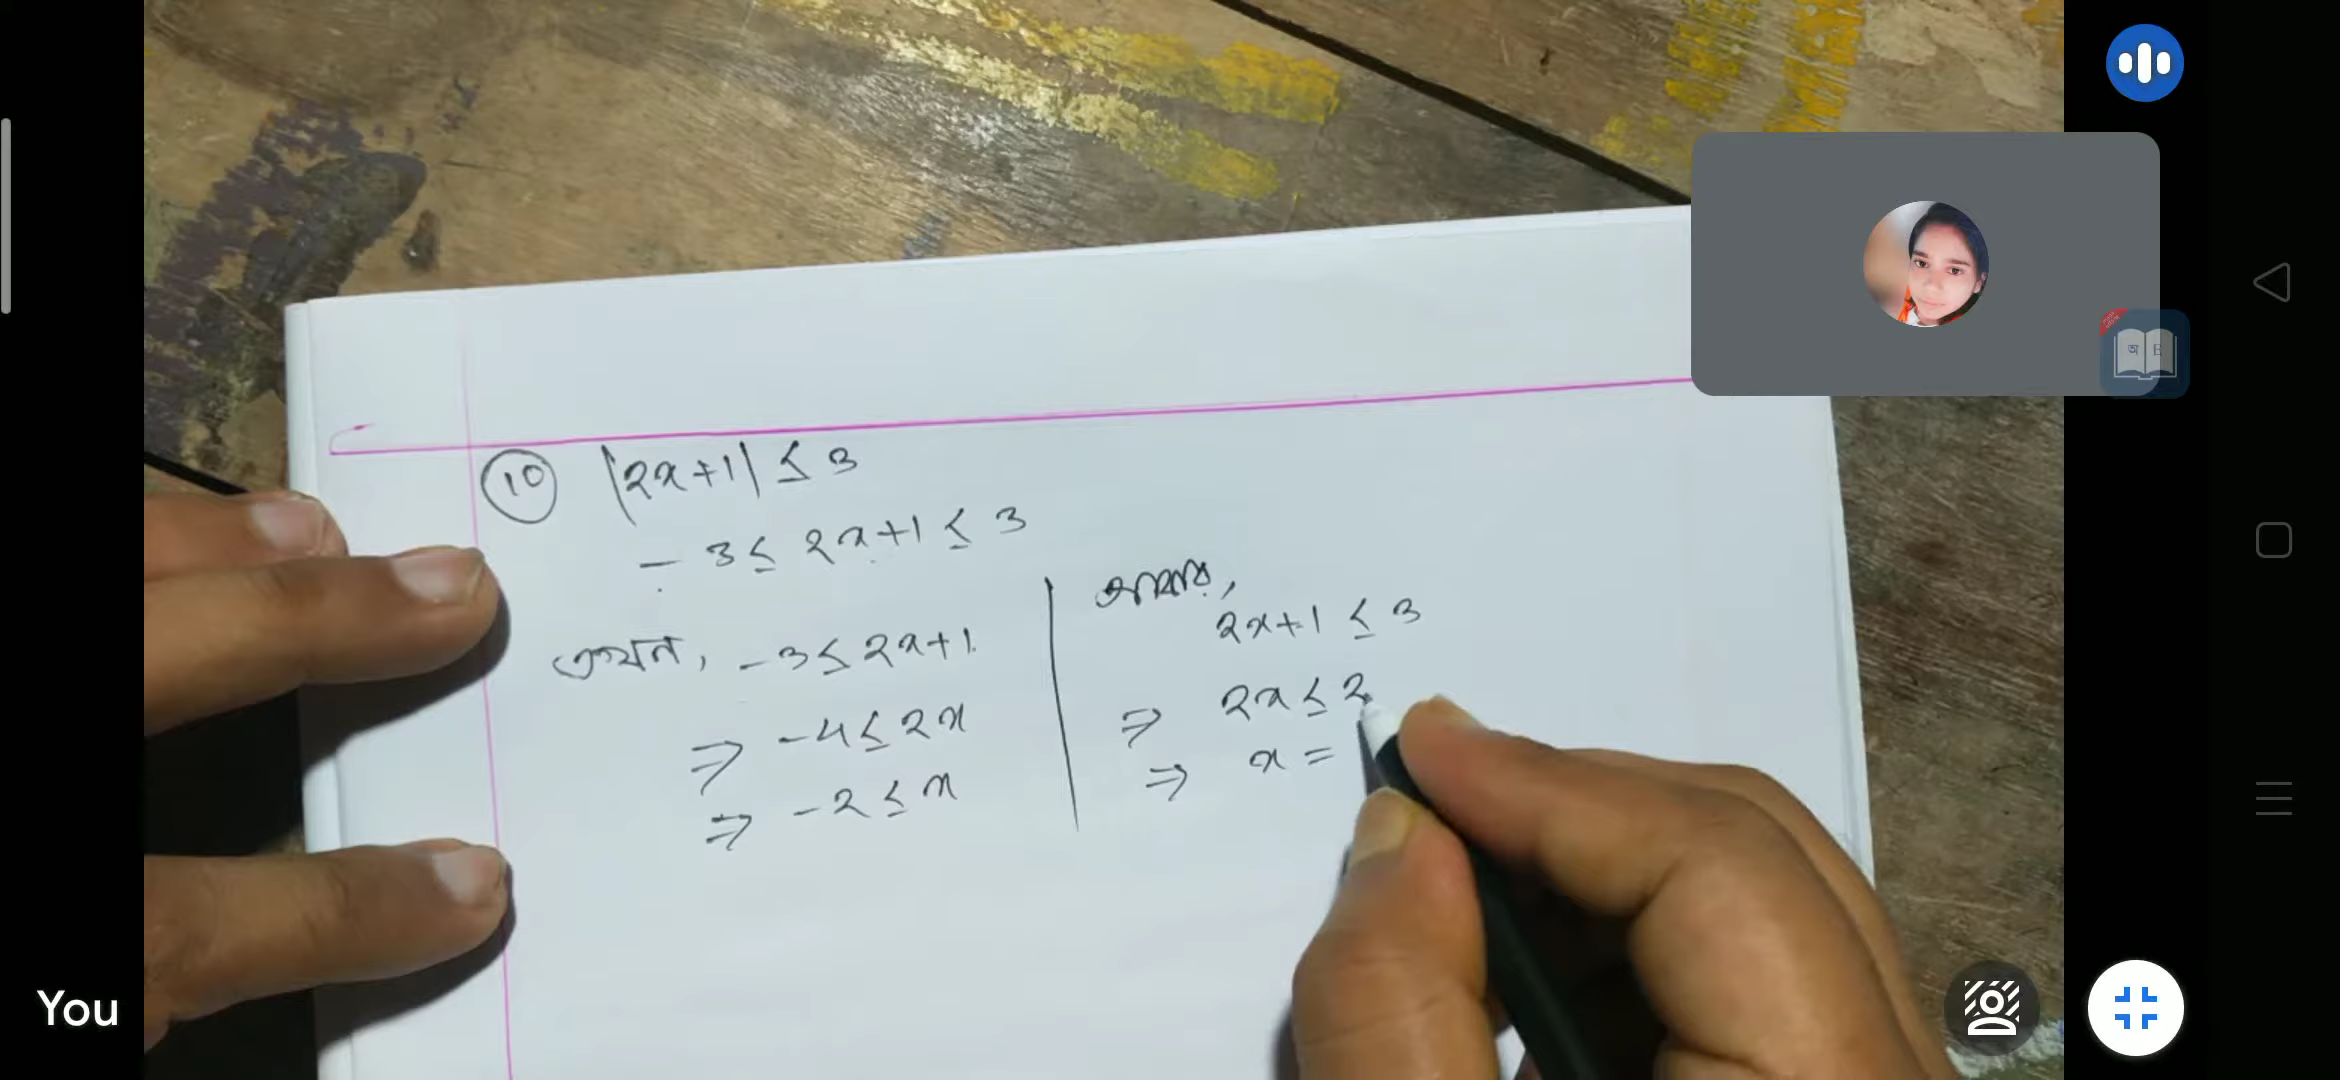 10 |2x+1| ≤ 3
- 3 ≤ 2x+1 ≤ 3
এখন, -3 ≤ 2x+1
⇒ -4 ≤ 2x
⇒ -2 ≤ x
আবার,
2x+1 ≤ 3
⇒ 2x ≤ 2
⇒ x =
অ E
You